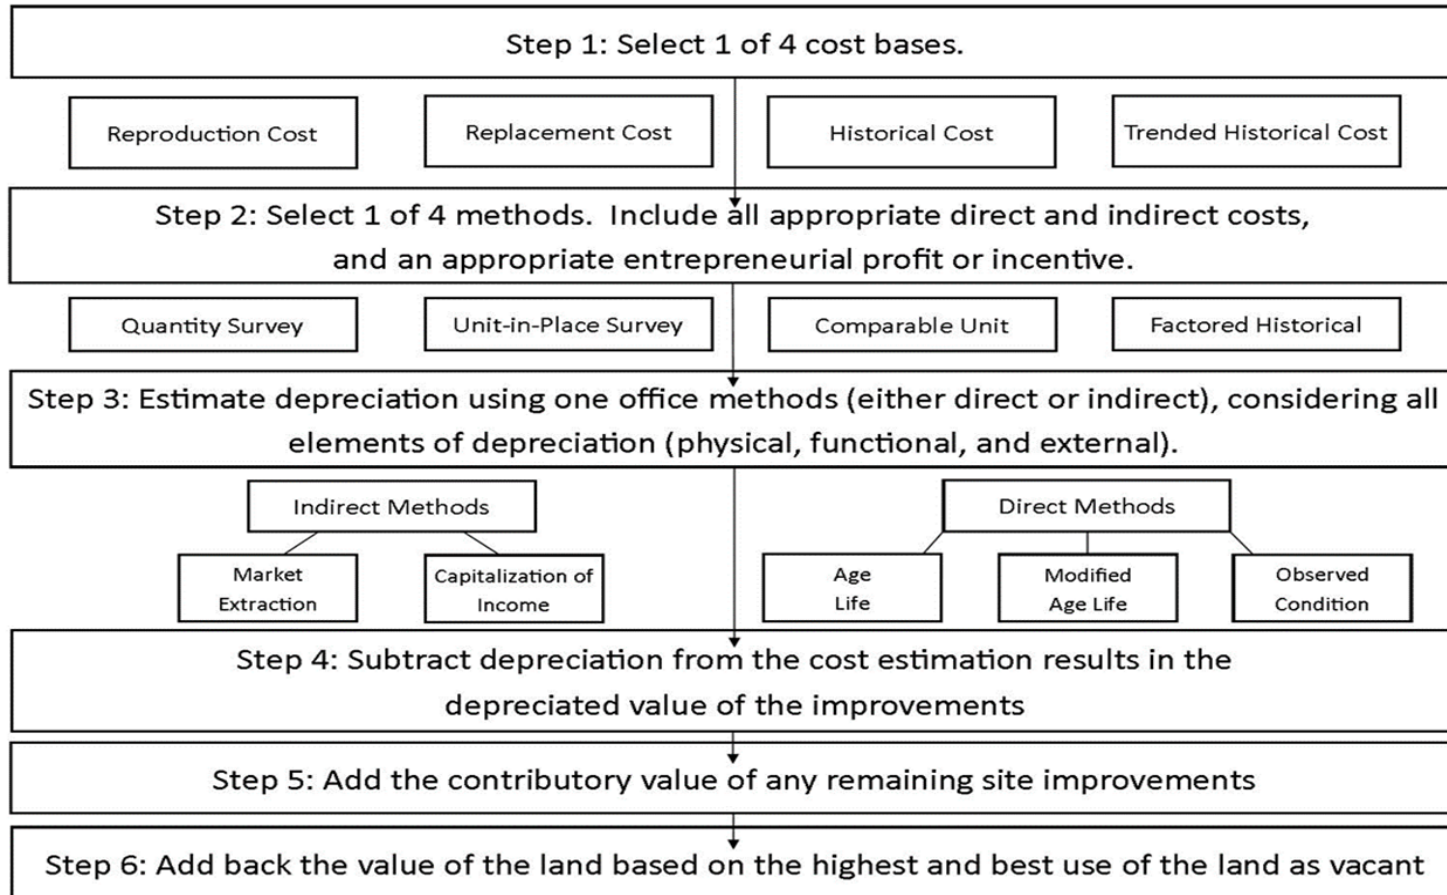 Step 1: Select 1 of 4 cost bases.
Reproduction Cost
Replacement Cost
Historical Cost
Trended Historical Cost
Step 2: Select 1 of 4 methods. Include all appropriate direct and indirect costs,
and an appropriate entrepreneurial profit or incentive.
Quantity Survey
Unit-in-Place Survey
Comparable Unit
Factored Historical
Step 3: Estimate depreciation using one office methods (either direct or indirect), considering all
elements of depreciation (physical, functional, and external).
Indirect Methods
Direct Methods
Market
Extraction
Capitalization of
Income
Age
Life
Modified
Age Life
Observed
Condition
Step 4: Subtract depreciation from the cost estimation results in the
depreciated value of the improvements
Step 5: Add the contributory value of any remaining site improvements
Step 6: Add back the value of the land based on the highest and best use of the land as vacant